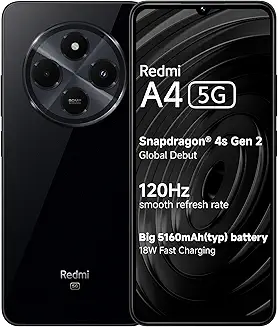 Redmi
A4 5G
Snapdragon® 4s Gen 2
Global Debut
120Hz
smooth refresh rate
Big 5160mAh(typ) battery
18W Fast Charging
Redmi
5G